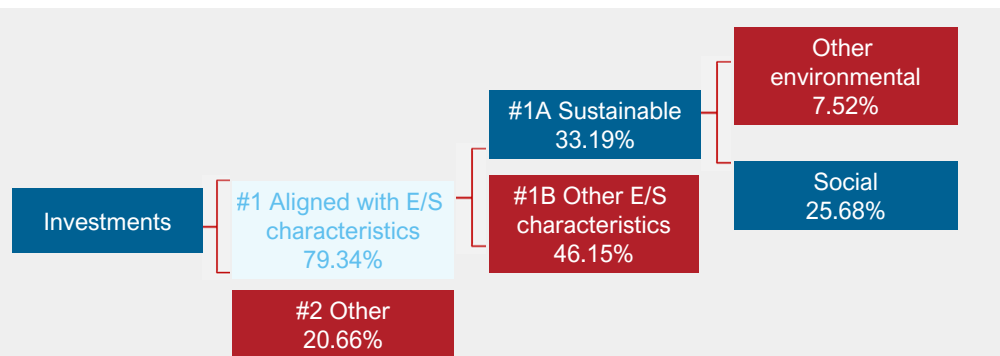 Investments
#1 Aligned with E/S
characteristics
79.34%
#2 Other
20.66%
#1A Sustainable
33.19%
#1B Other E/S
characteristics
46.15%
Other
environmental
7.52%
Social
25.68%